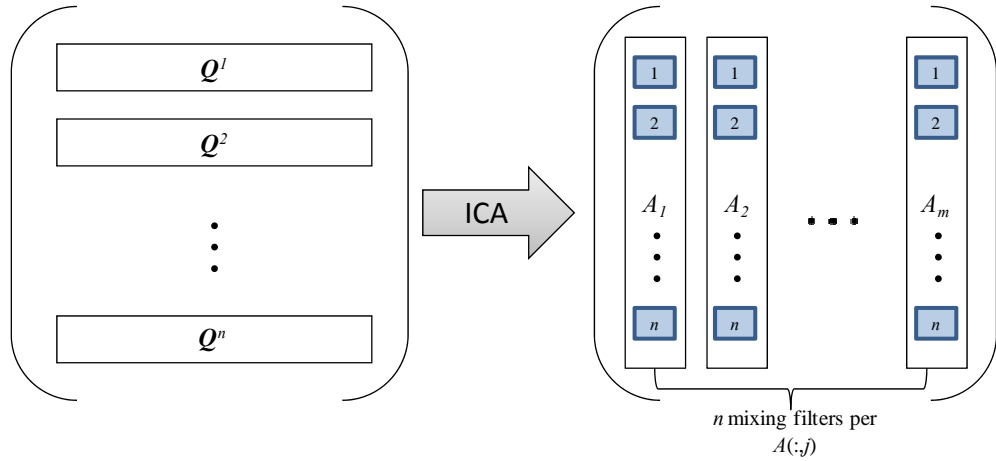 Q¹
Q²
Qⁿ
ICA
1 1 1
2 2 2
A₁ A₂ Aₘ
n n n
n mixing filters per
A(:,j)